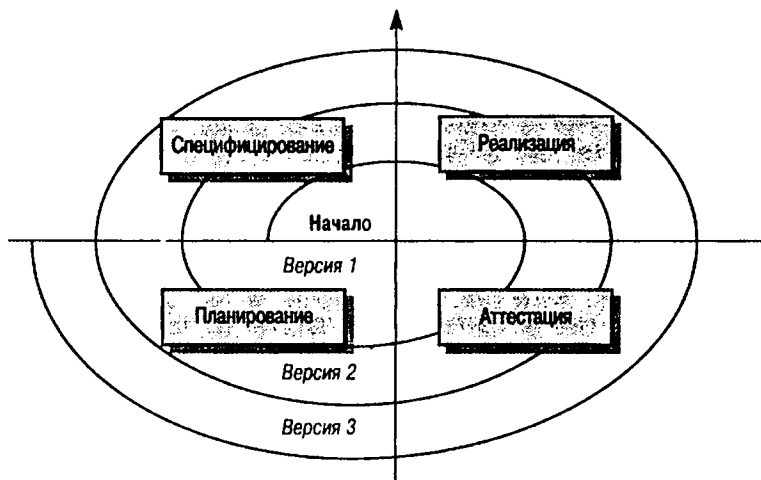 Специфицирование
Реализация
Начало
Версия 1
Планирование
Аттестация
Версия 2
Версия 3